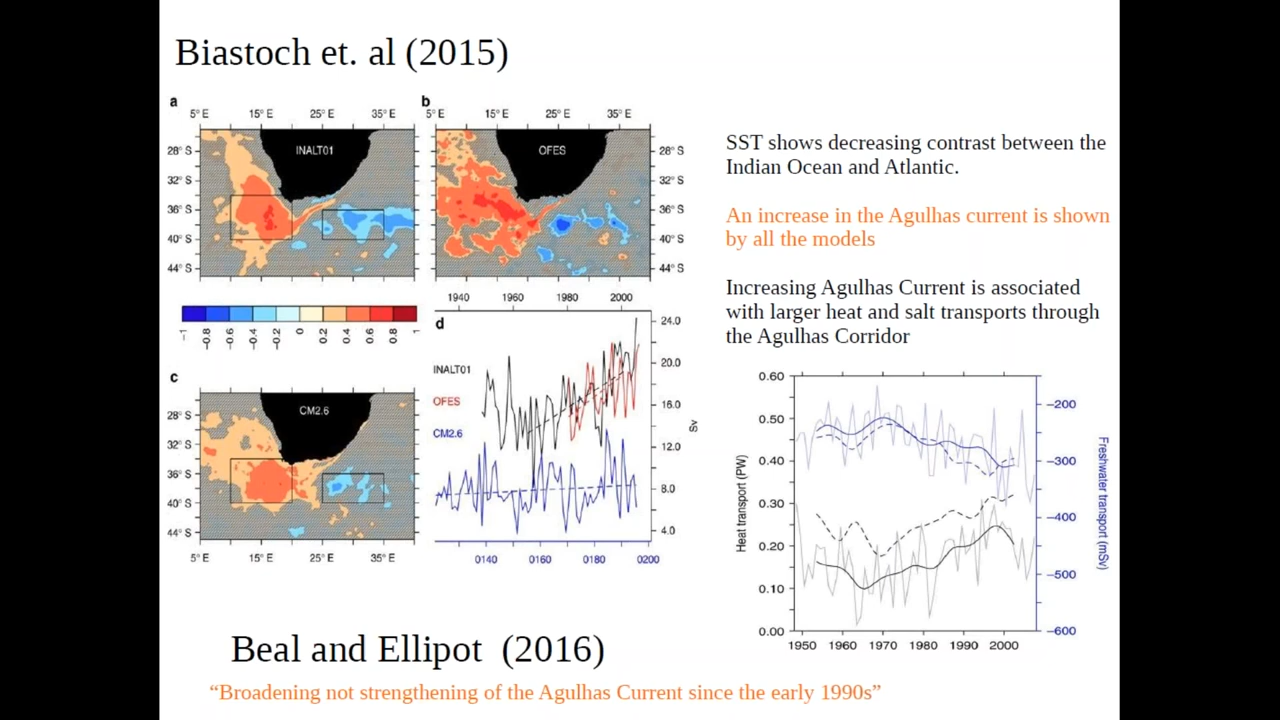 Biastoch et. al (2015)
a
5° E 15° E 25° E 35° E
INALT01
28° S
32° S
36° S
40° S
44° S
b
5° E 15° E 25° E 35° E
OFES
28° S
32° S
36° S
40° S
44° S
-1 -0.8 -0.6 -0.4 -0.2 0 0.2 0.4 0.6 0.8 1
c
CM2.6
28° S
32° S
36° S
40° S
44° S
5° E 15° E 25° E 35° E
1940 1960 1980 2000
d
INALT01
OFES
CM2.6
24.0
20.0
16.0
12.0
8.0
4.0
Sv
0140 0160 0180 0200
SST shows decreasing contrast between the
Indian Ocean and Atlantic.
An increase in the Agulhas current is shown
by all the models
Increasing Agulhas Current is associated
with larger heat and salt transports through
the Agulhas Corridor
0.60
0.50
0.40
0.30
0.20
0.10
0.00
Heat transport (PW)
-200
-300
-400
-500
-600
Freshwater transport (mSv)
1950 1960 1970 1980 1990 2000
Beal and Ellipot (2016)
“Broadening not strengthening of the Agulhas Current since the early 1990s”